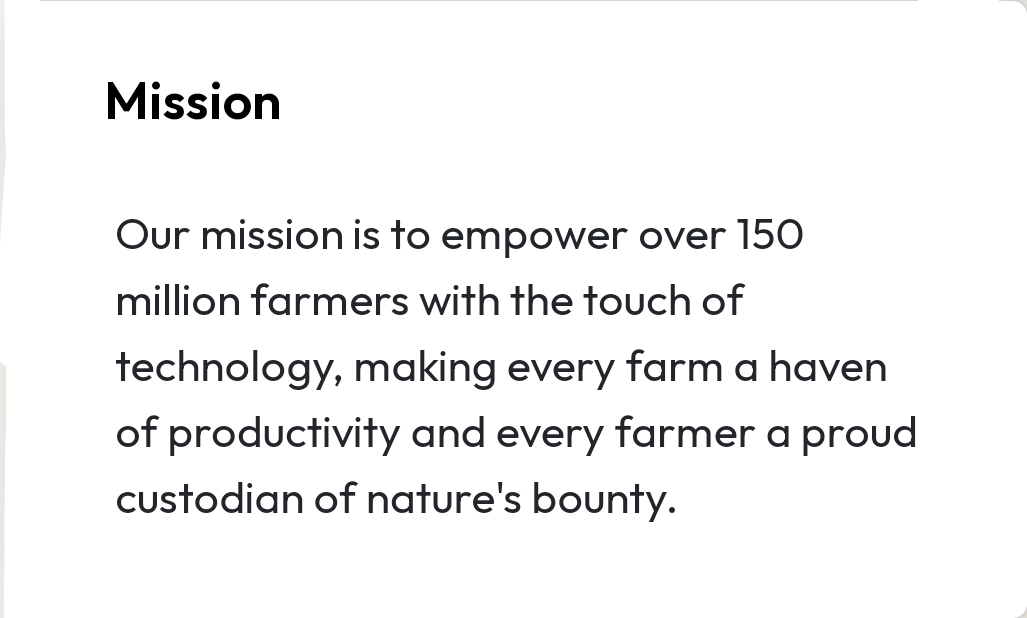 Mission
Our mission is to empower over 150
million farmers with the touch of
technology, making every farm a haven
of productivity and every farmer a proud
custodian of nature's bounty.